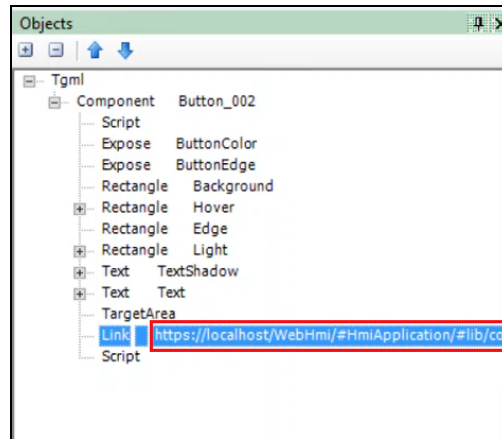 Objects
Tgml
Component Button_002
Script
Expose ButtonColor
Expose ButtonEdge
Rectangle Background
Rectangle Hover
Rectangle Edge
Rectangle Light
Text TextShadow
Text Text
TargetArea
Link https://localhost/WebHmi/#HmiApplication/#lib/co
Script